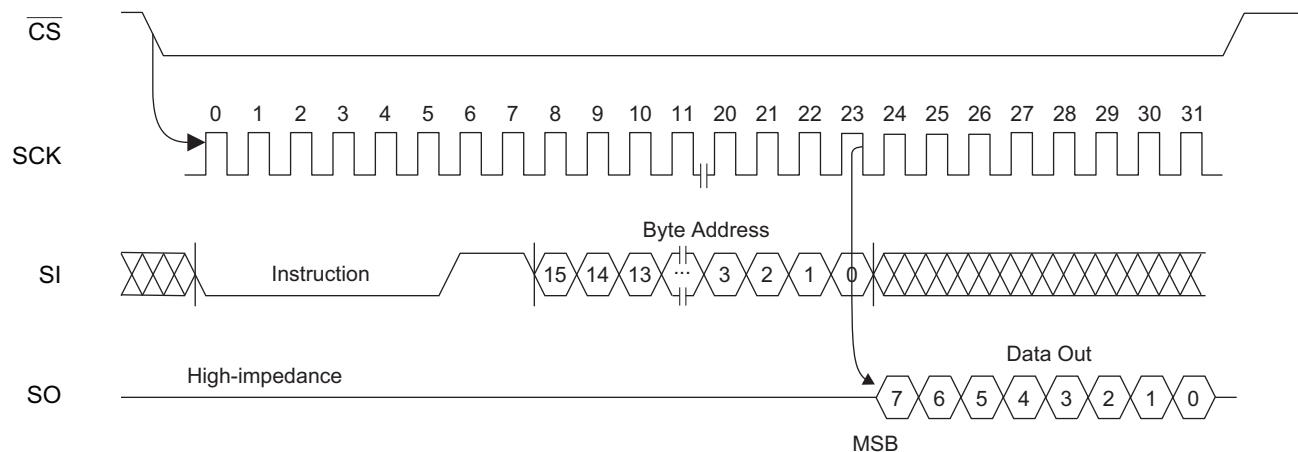 CS
0 1 2 3 4 5 6 7 8 9 10 11 20 21 22 23 24 25 26 27 28 29 30 31
SCK
Byte Address
SI Instruction 15 14 13 ... 3 2 1 0
High-impedance Data Out
SO 7 6 5 4 3 2 1 0
MSB